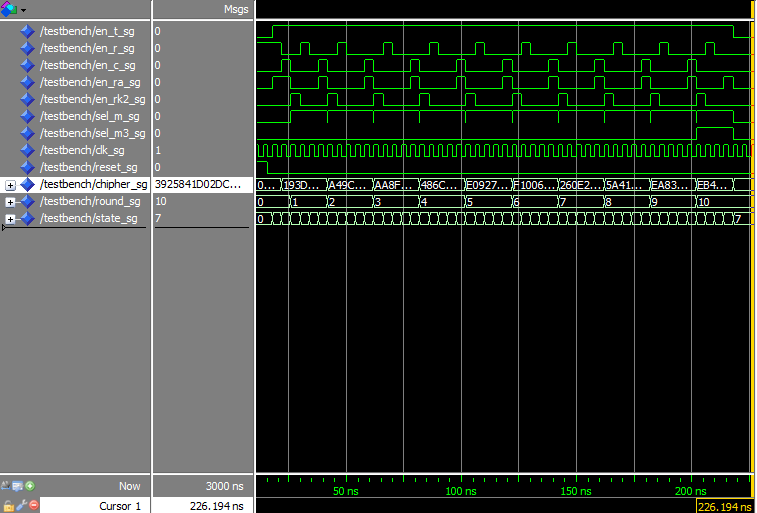 Msgs
/testbench/en_t_sg 0
/testbench/en_r_sg 0
/testbench/en_c_sg 0
/testbench/en_ra_sg 0
/testbench/en_rk2_sg 0
/testbench/sel_m_sg 0
/testbench/sel_m3_sg 0
/testbench/clk_sg 1
/testbench/reset_sg 0
/testbench/chipher_sg 3925841D02DC... 0... 193D... A49C... AA8F... 486C... E0927... F1006... 260E2... 5A41... EA83... EB4...
/testbench/round_sg 10 0 1 2 3 4 5 6 7 8 9 10
/testbench/state_sg 7 0 7
Now 3000 ns 50 ns 100 ns 150 ns 200 ns
Cursor 1 226.194 ns 226.194 ns